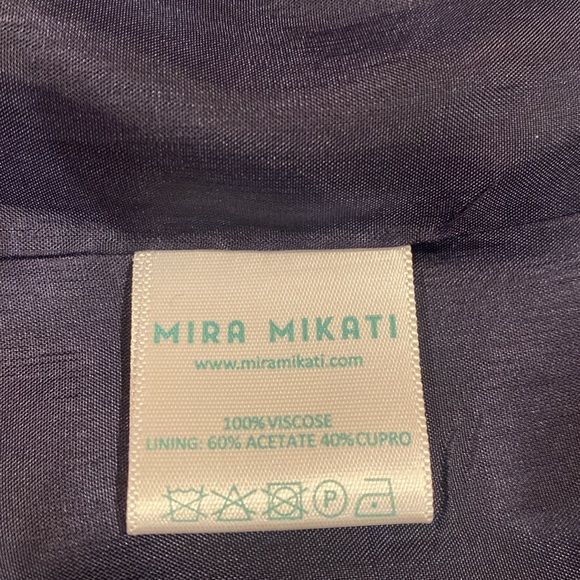 MIRA MIKATI
www.miramikati.com
100% VISCOSE
LINING: 60% ACETATE 40% CUPRO
P